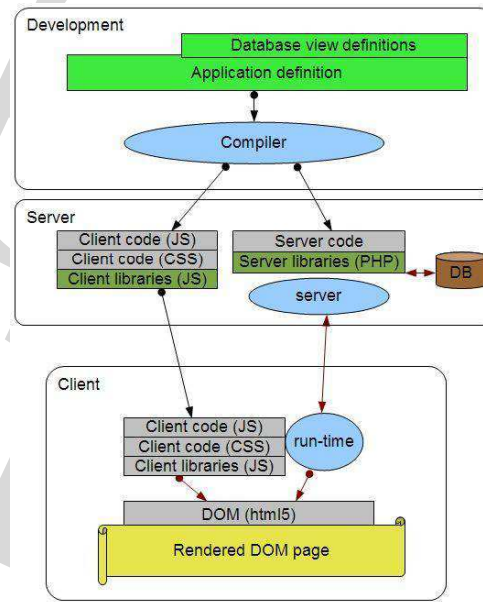 Development
Database view definitions
Application definition
Compiler
Server
Client code (JS)
Client code (CSS)
Client libraries (JS)
Server code
Server libraries (PHP)
DB
server
Client
Client code (JS)
Client code (CSS)
Client libraries (JS)
run-time
DOM (html5)
Rendered DOM page